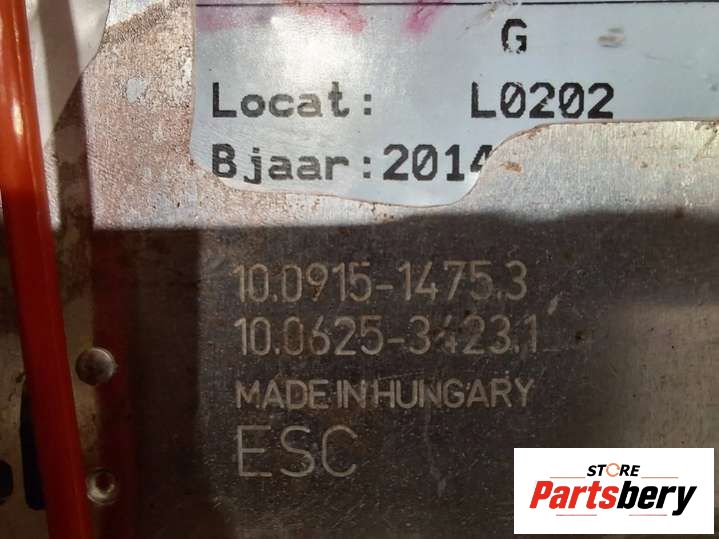 G
Locat: L0202
Bjaar:2014
10.0915-1475.3
10.0625-3423.1
MADE IN HUNGARY
ESC
STORE
Partsbery